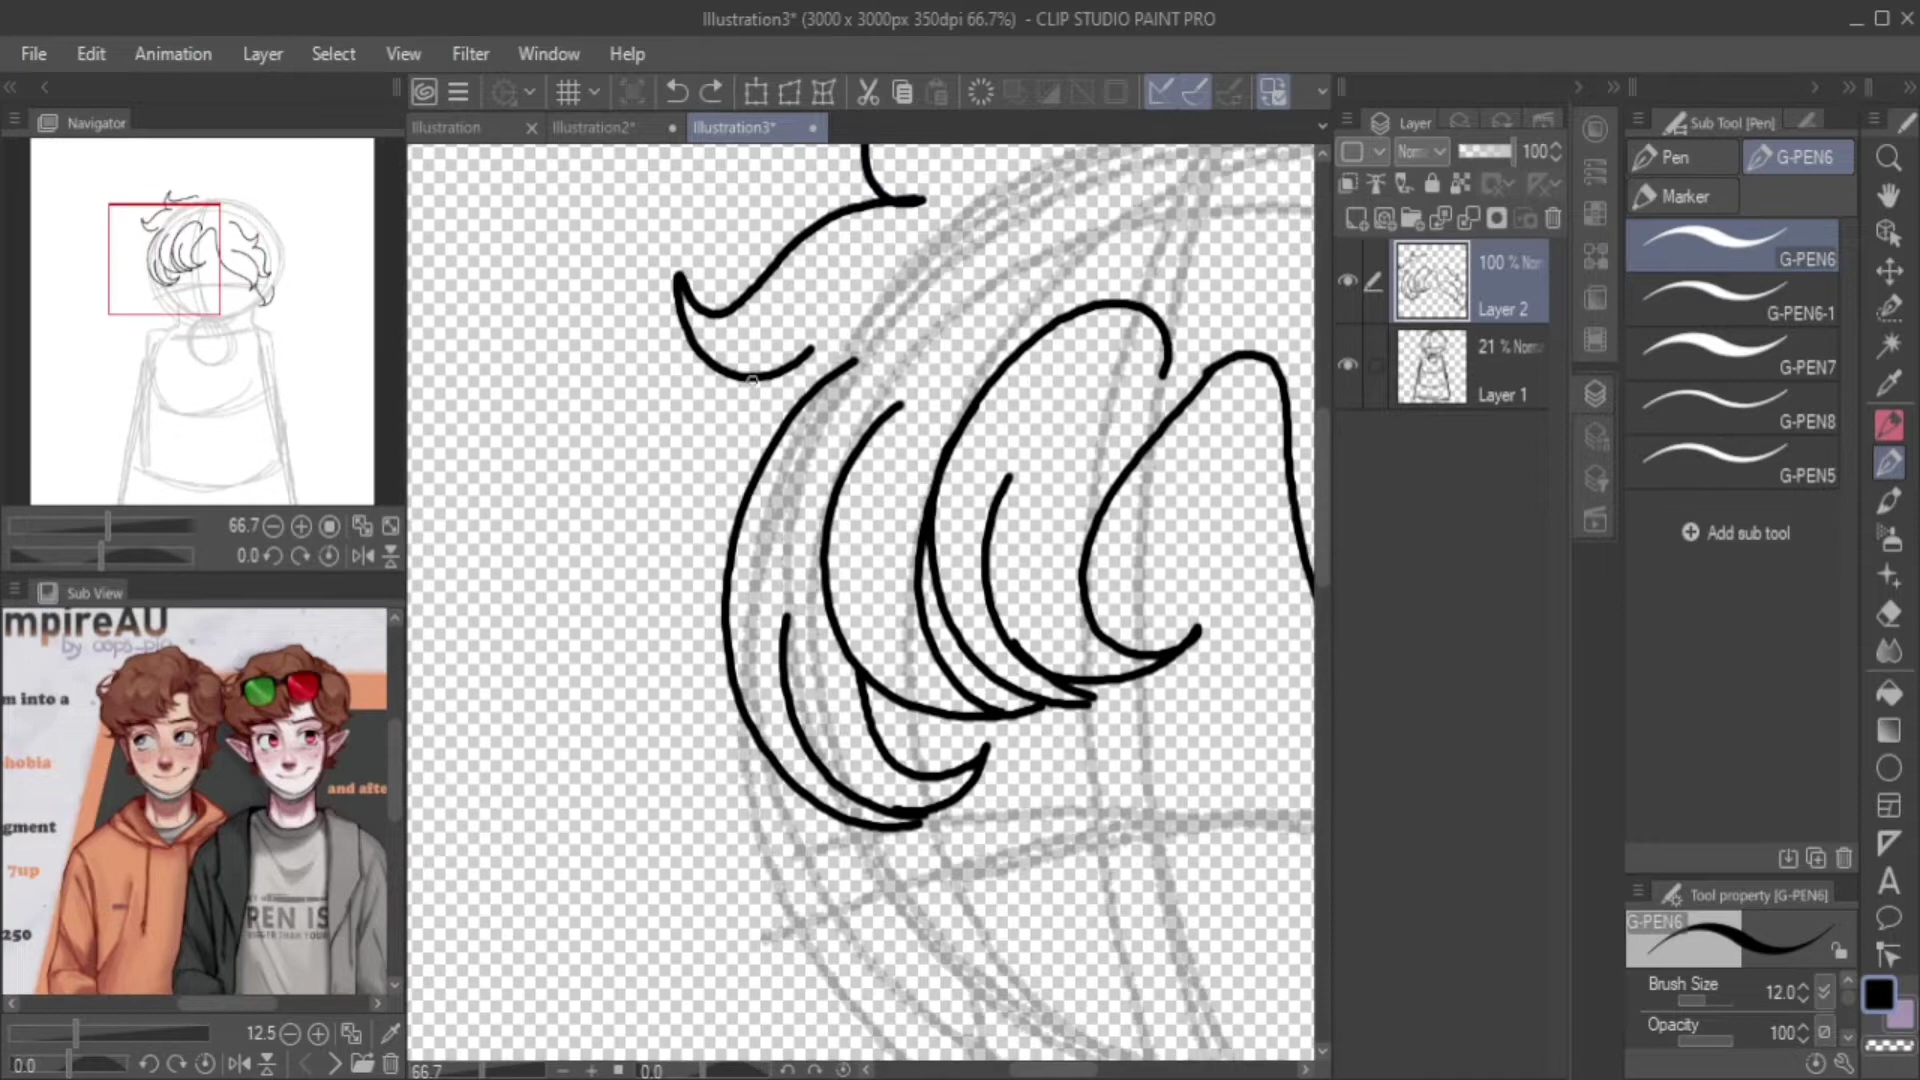 Illustration3* (3000 x 3000px 350dpi 66.7%) - CLIP STUDIO PAINT PRO
File Edit Animation Layer Select View Filter Window Help
Navigator
Illustration
Illustration2*
Illustration3*
Layer
Sub Tool [Pen]
Norm
100
Pen
G-PEN6
Marker
100 % Nor
Layer 2
21 % Norm
Layer 1
G-PEN6
G-PEN6-1
G-PEN7
G-PEN8
G-PEN5
Add sub tool
66.7
0.0
Sub View
mpireAU
by oops-pio
m into a
hobia
and afte
gment
7up
250
12.5
0.0
66.7
0.0
Tool property [G-PEN6]
G-PEN6
Brush Size 12.0
Opacity 100